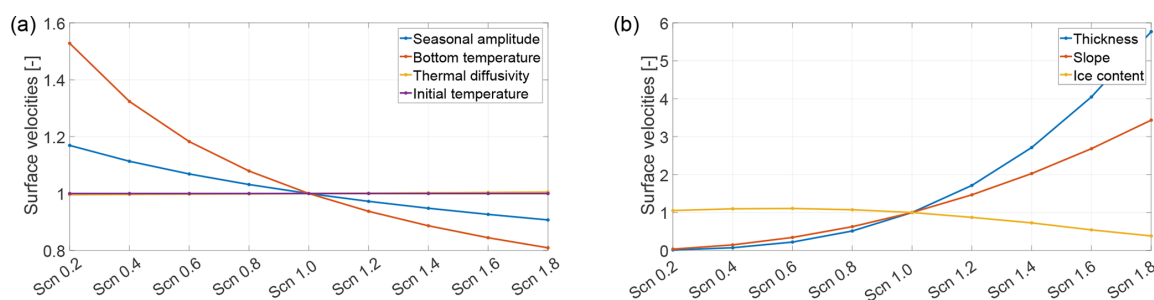 (a)
Surface velocities [-]
1.6
1.4
1.2
1
0.8
Seasonal amplitude
Bottom temperature
Thermal diffusivity
Initial temperature
Scn 0.2
Scn 0.4
Scn 0.6
Scn 0.8
Scn 1.0
Scn 1.2
Scn 1.4
Scn 1.6
Scn 1.8
(b)
Surface velocities [-]
6
5
4
3
2
1
0
Thickness
Slope
Ice content
Scn 0.2
Scn 0.4
Scn 0.6
Scn 0.8
Scn 1.0
Scn 1.2
Scn 1.4
Scn 1.6
Scn 1.8